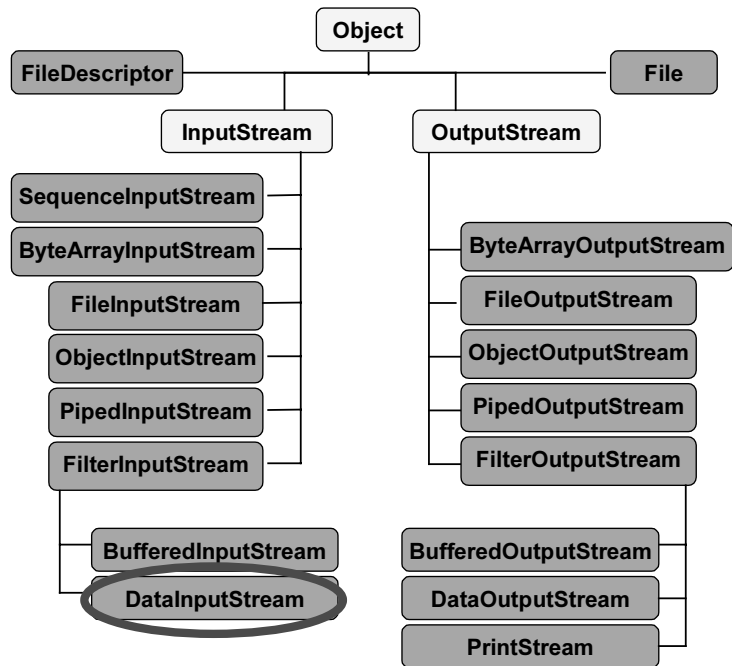 Object
FileDescriptor
File
InputStream
OutputStream
SequenceInputStream
ByteArrayInputStream
FileInputStream
ObjectInputStream
PipedInputStream
FilterInputStream
BufferedInputStream
DataInputStream
ByteArrayOutputStream
FileOutputStream
ObjectOutputStream
PipedOutputStream
FilterOutputStream
BufferedOutputStream
DataOutputStream
PrintStream